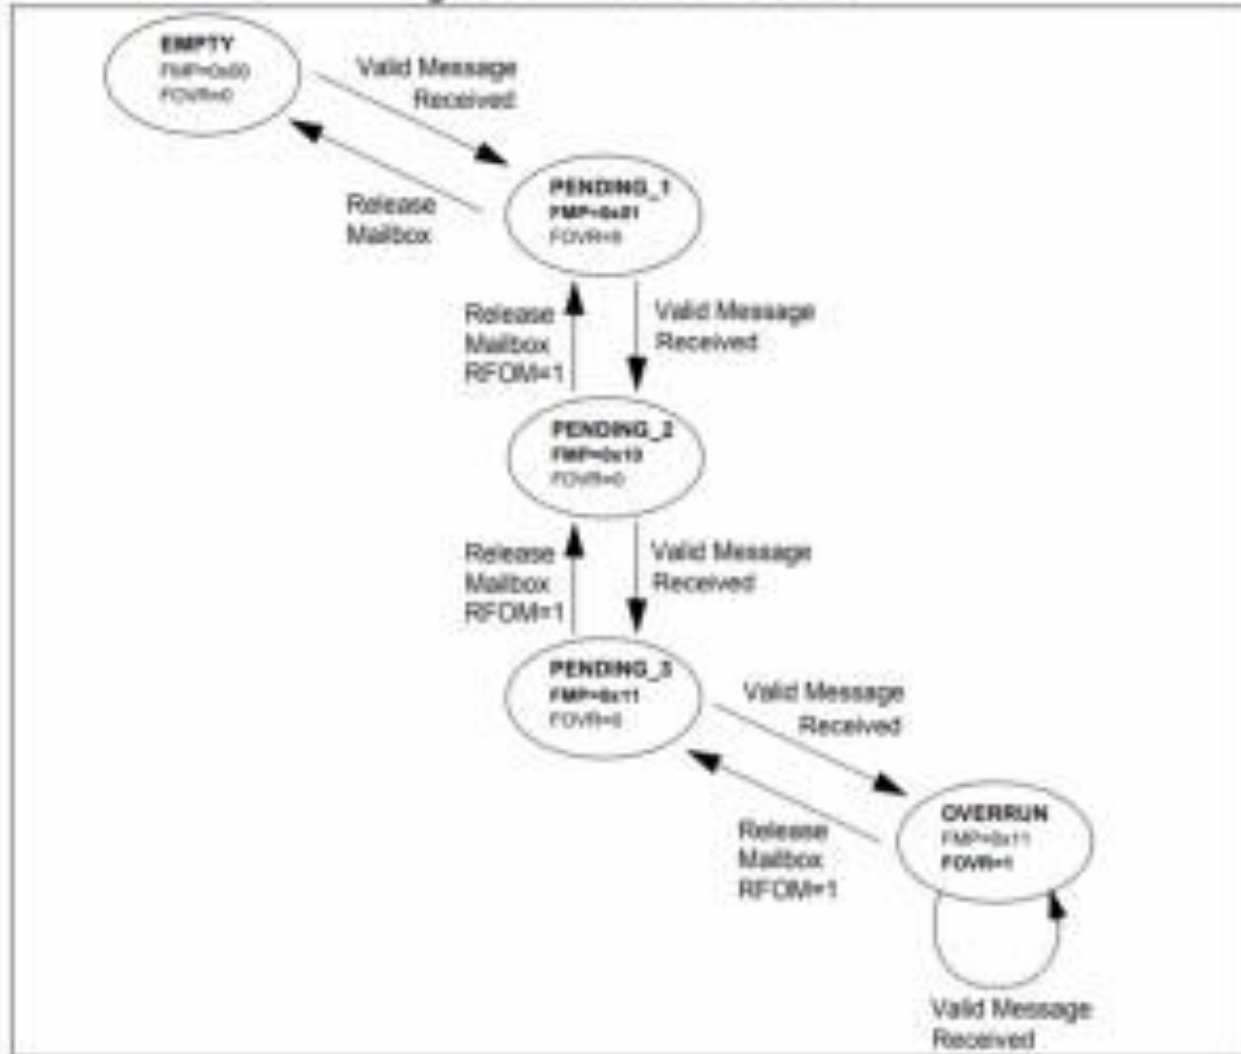 EMPTY
FMP=0x00
FOVR=0
Valid Message
Received
Release
Mailbox
PENDING_1
FMP=0x01
FOVR=0
Release
Mailbox
RFOM=1
Valid Message
Received
PENDING_2
FMP=0x10
FOVR=0
Release
Mailbox
RFOM=1
Valid Message
Received
PENDING_3
FMP=0x11
FOVR=0
Valid Message
Received
Release
Mailbox
RFOM=1
OVERRUN
FMP=0x11
FOVR=1
Valid Message
Received